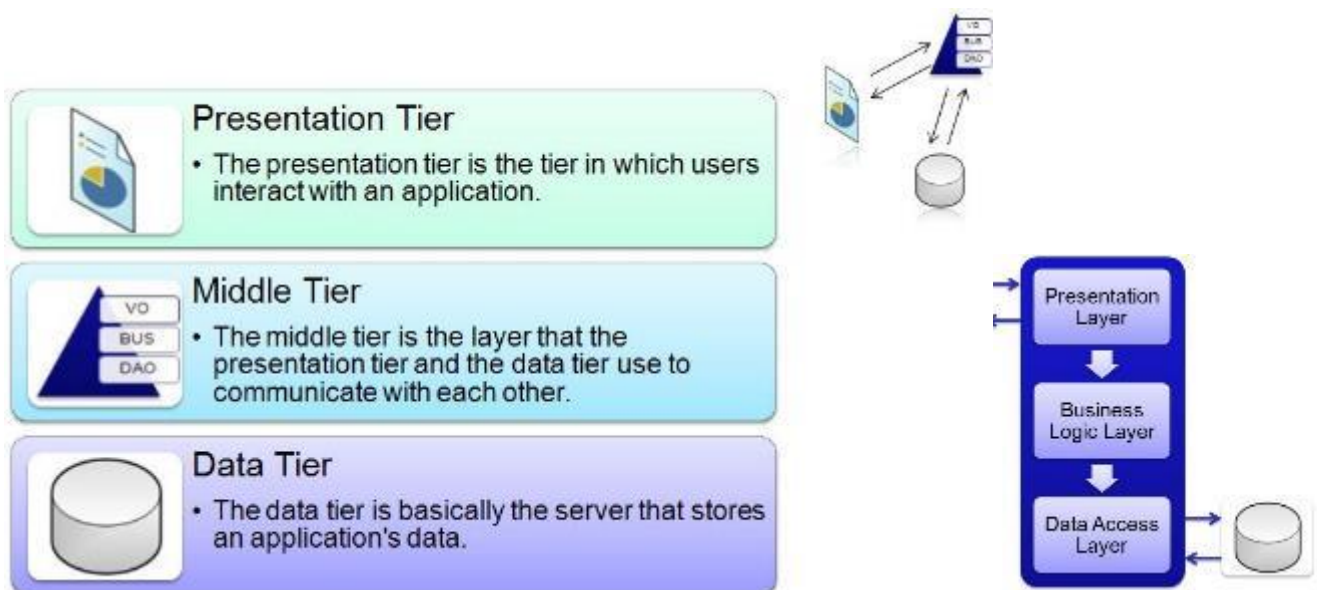 VO
BUS
DAO
Presentation Tier
• The presentation tier is the tier in which users
interact with an application.
VO
BUS
DAO
Middle Tier
• The middle tier is the layer that the
presentation tier and the data tier use to
communicate with each other.
Data Tier
• The data tier is basically the server that stores
an application's data.
Presentation
Layer
Business
Logic Layer
Data Access
Layer